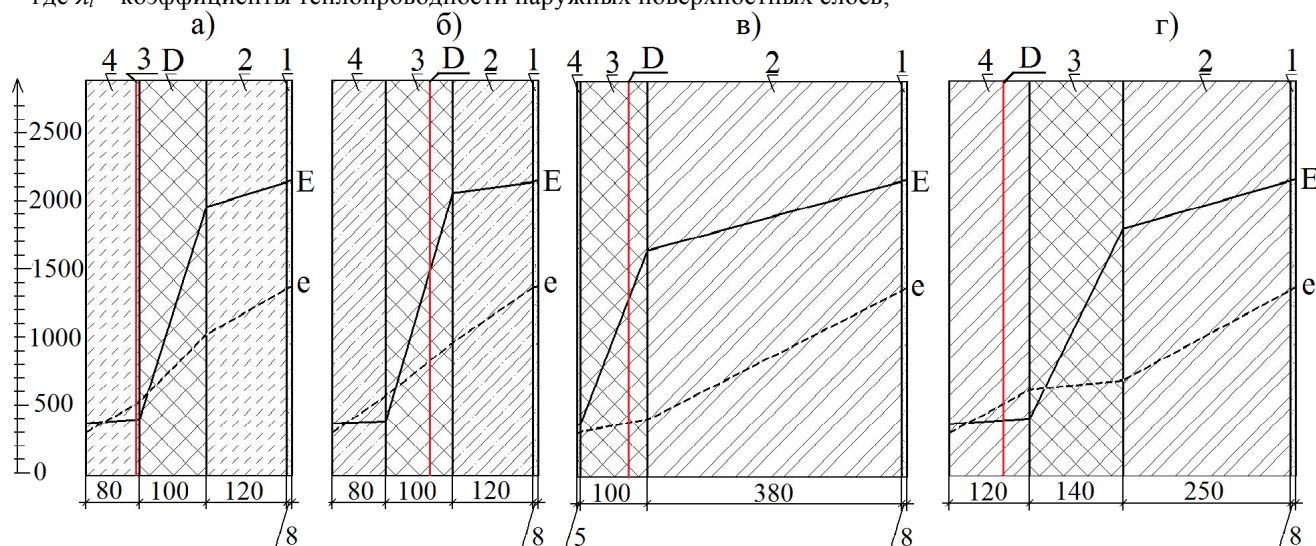 где λi – коэффициенты теплопроводности наружных поверхностных слоев;
а) б) в) г)
4 3 D 2 1 4 3 D 2 1 4 3 D 2 1 4 D 3 2 1
2500
2000
1500
1000
500
0
E E E E
e e e e
80 100 120 80 100 120 100 380 120 140 250
8 8 5 8 8